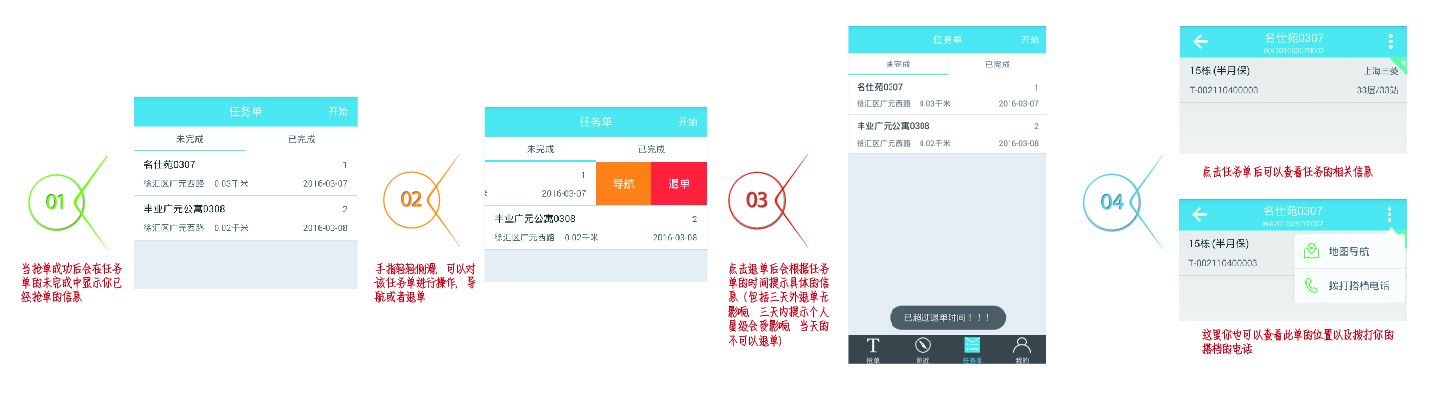 01
当抢单成功后会在任务
单的未完成中显示你已
经抢单的信息
任务单
开始
未完成
已完成
名仕苑0307
1
徐汇区广元西路 0.03千米
2016-03-07
丰业广元公寓0308
2
徐汇区广元西路 0.02千米
2016-03-08
02
手指轻轻侧滑，可以对
该任务单进行操作，导
航或者退单
任务单
开始
未完成
已完成
1
2016-03-07
导航
退单
丰业广元公寓0308
2
徐汇区广元西路 0.02千米
2016-03-08
03
点击退单后会根据任务
单的时间提示具体的信
息（包括三天外退单无
影响，三天内提示个人
星级会受影响，当天的
不可以退单）
任务单
开始
未完成
已完成
名仕苑0307
1
徐汇区广元西路 0.03千米
2016-03-07
丰业广元公寓0308
2
徐汇区广元西路 0.02千米
2016-03-08
已超过退单时间！！！
抢单
附近
任务单
我的
04
名仕苑0307
WA201603070002
15栋 (半月保)
上海三菱
T-002110400003
33层/33站
点击任务单后可以查看任务的相关信息
名仕苑0307
WA201603070002
15栋 (半月保)
T-002110400003
地图导航
拨打搭档电话
这里你也可以查看此单的位置以及拨打你的
搭档的电话